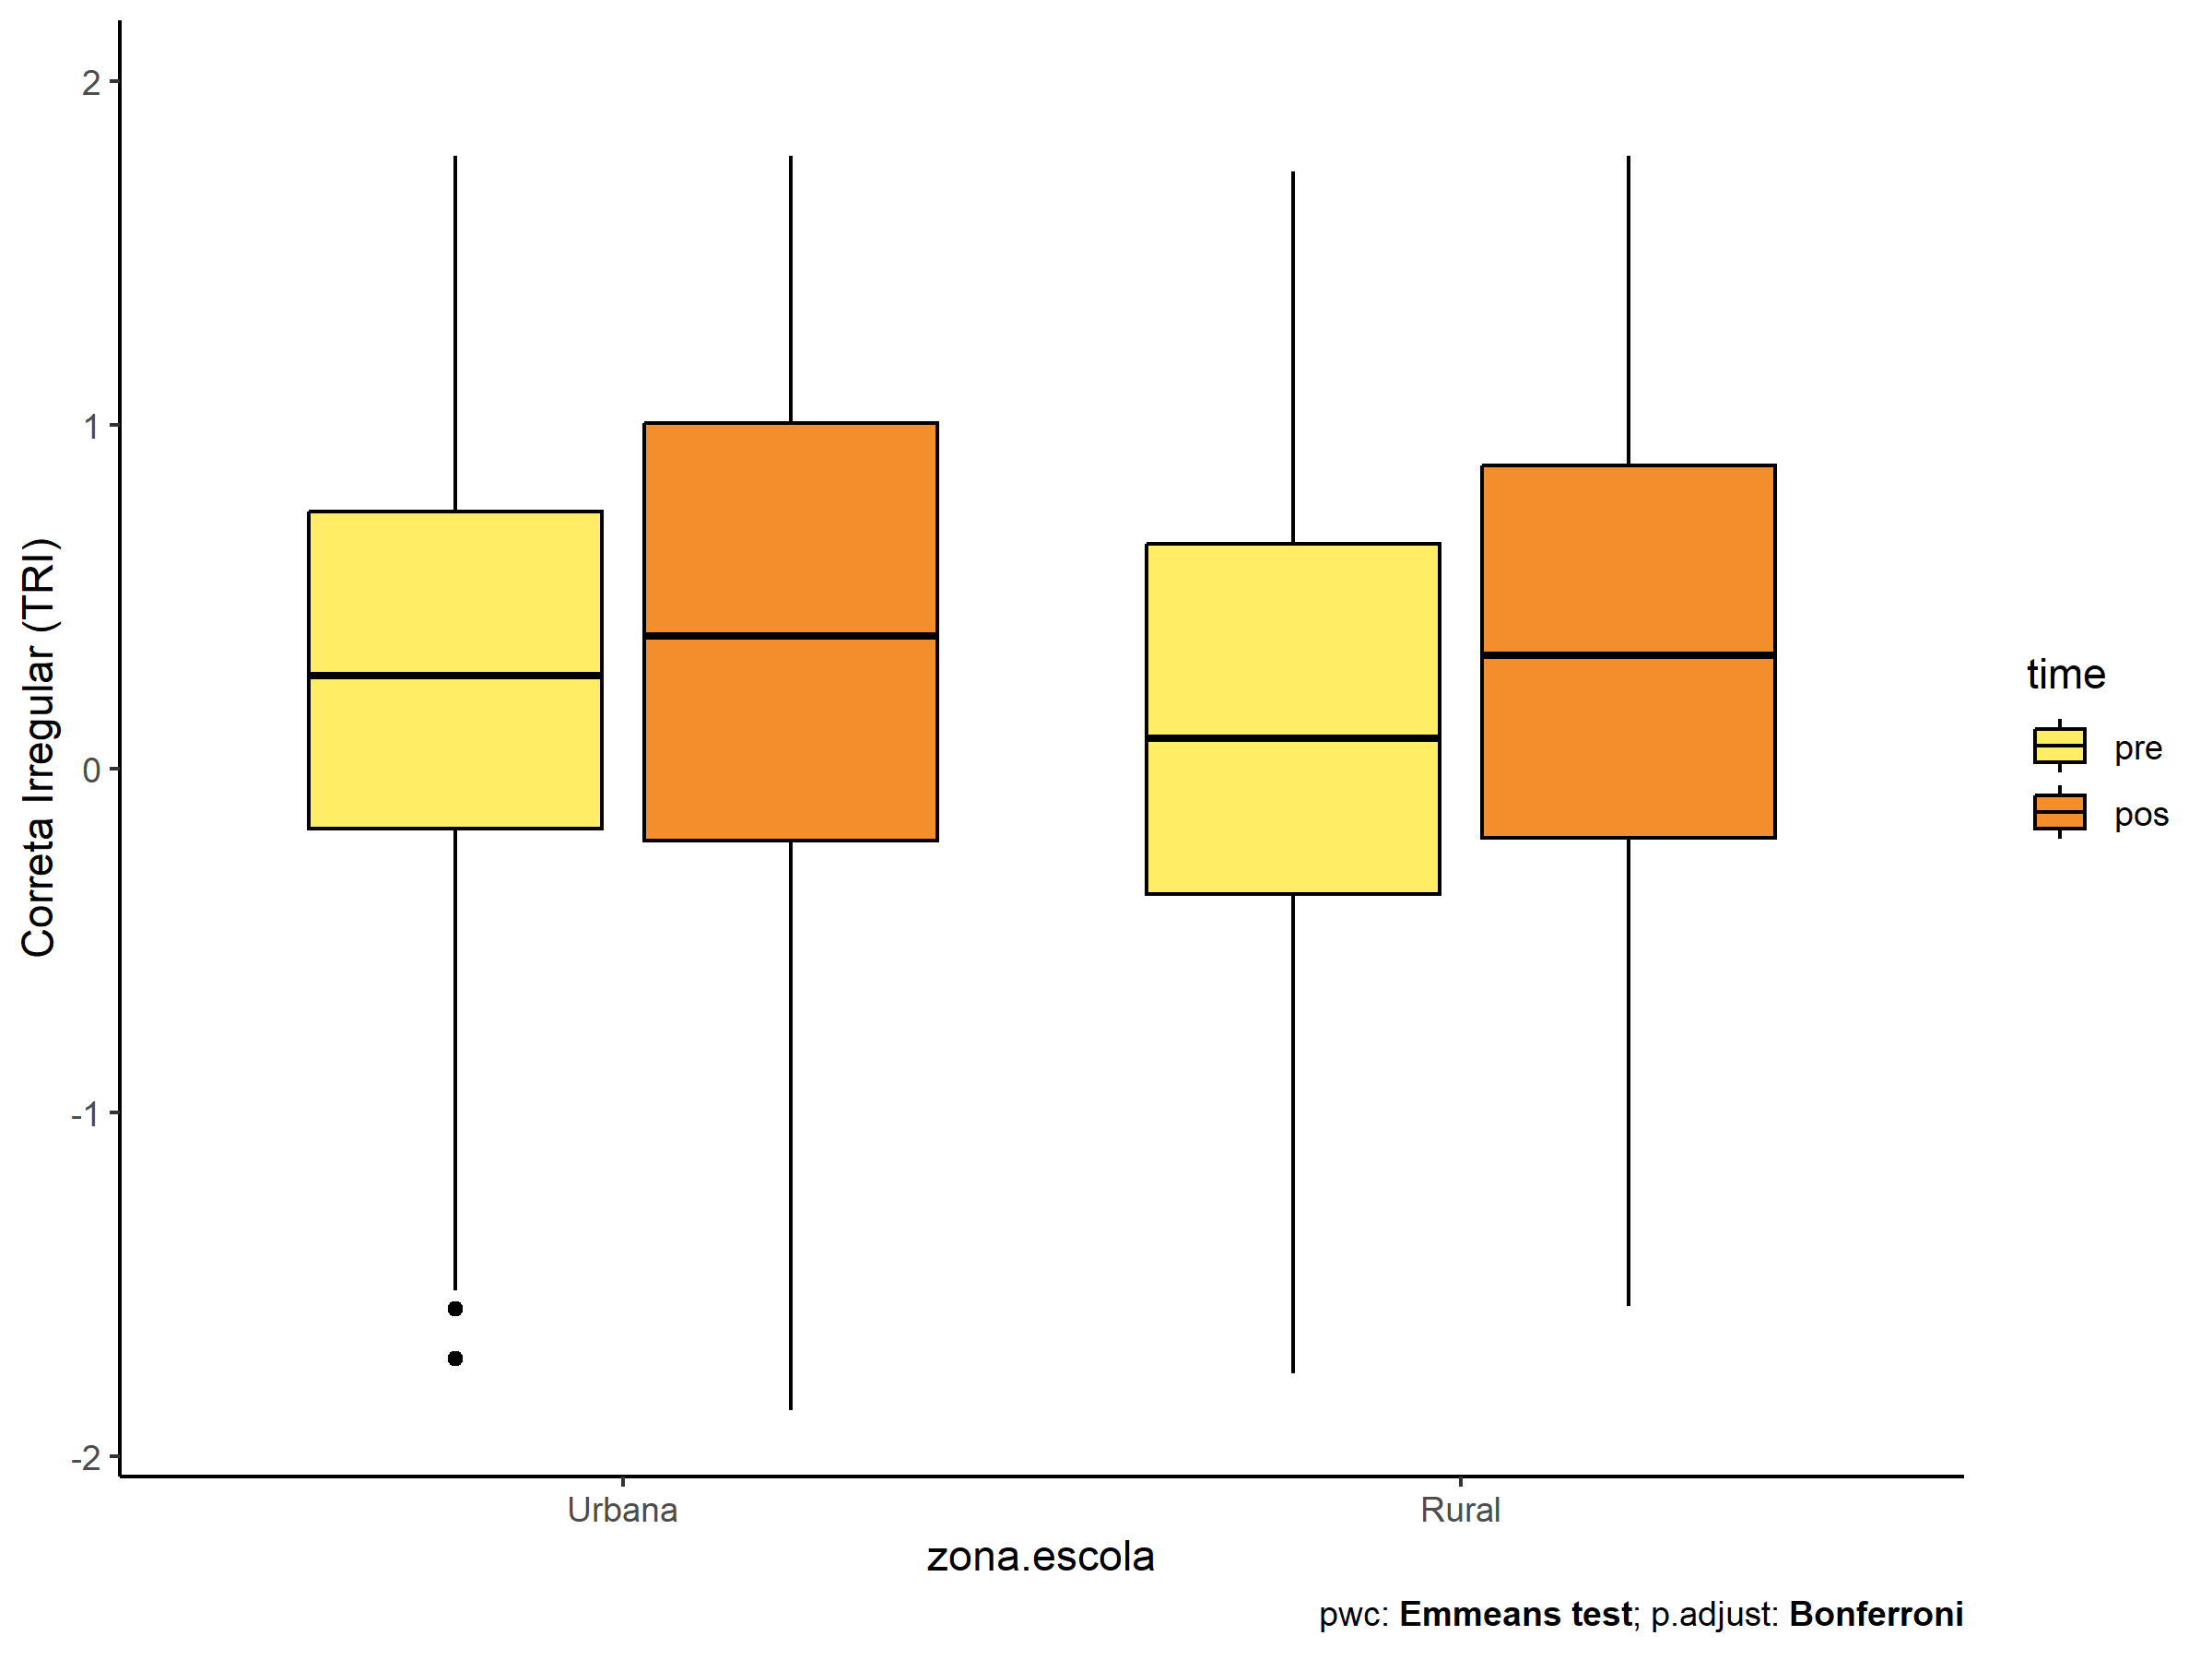 2
1
0
-1
-2
Correta Irregular (TRI)
Urbana
Rural
zona.escola
time
pre
pos
pwc: Emmeans test; p.adjust: Bonferroni